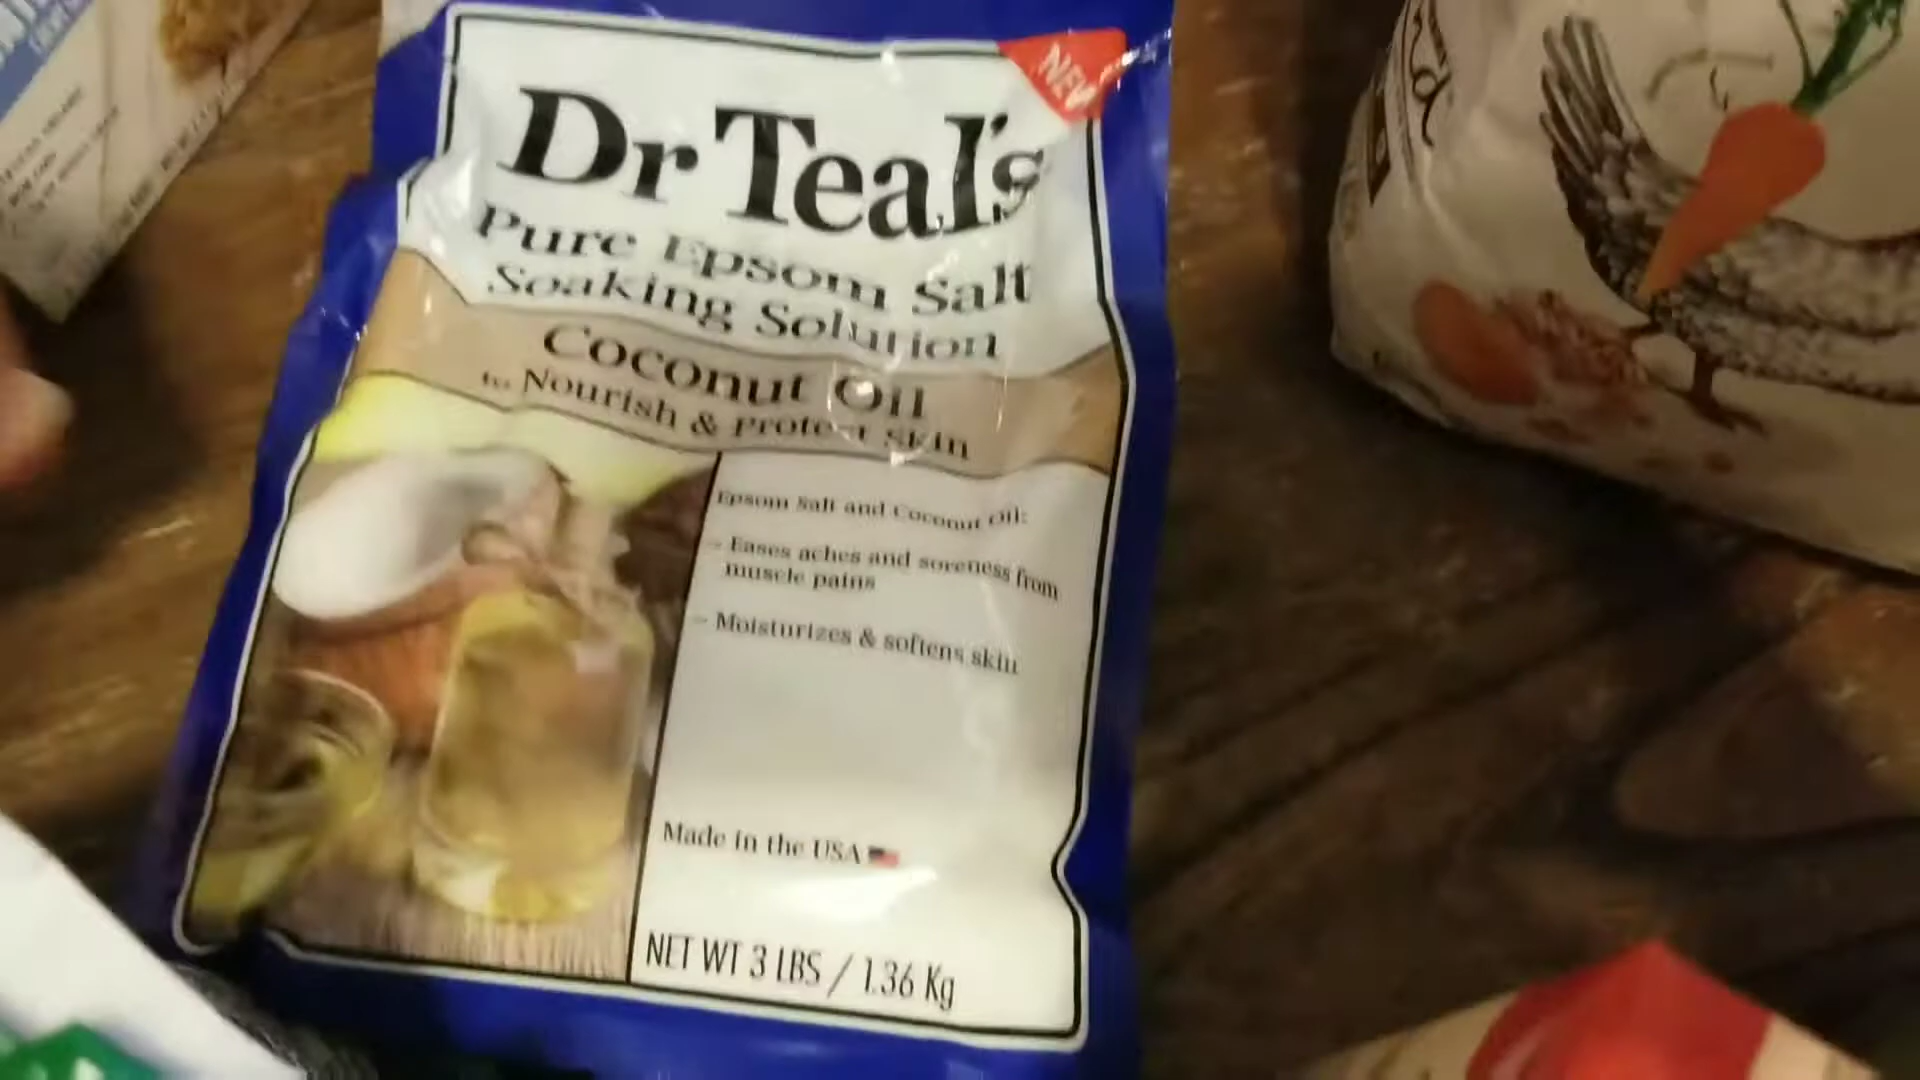 NEW
Dr Teal's
Pure Epsom Salt
Soaking Solution
Coconut Oil
to Nourish & Protect Skin
Epsom Salt and Coconut Oil:
- Eases aches and soreness from
muscle pains
- Moisturizes & softens skin
Made in the USA
NET WT 3 LBS / 1.36 Kg